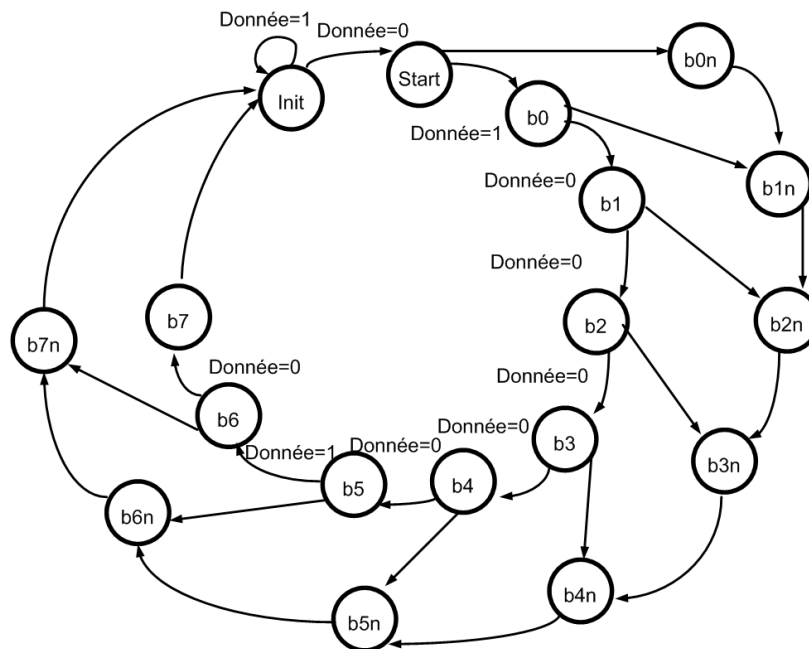 Donnée=1
Donnée=0
Init
Start
b0n
b0
Donnée=1
b1n
Donnée=0
b1
Donnée=0
b2
b2n
b7
b7n
Donnée=0
Donnée=0
b6
Donnée=0
b3
b3n
Donnée=1
Donnée=0
b5
b4
b6n
b4n
b5n